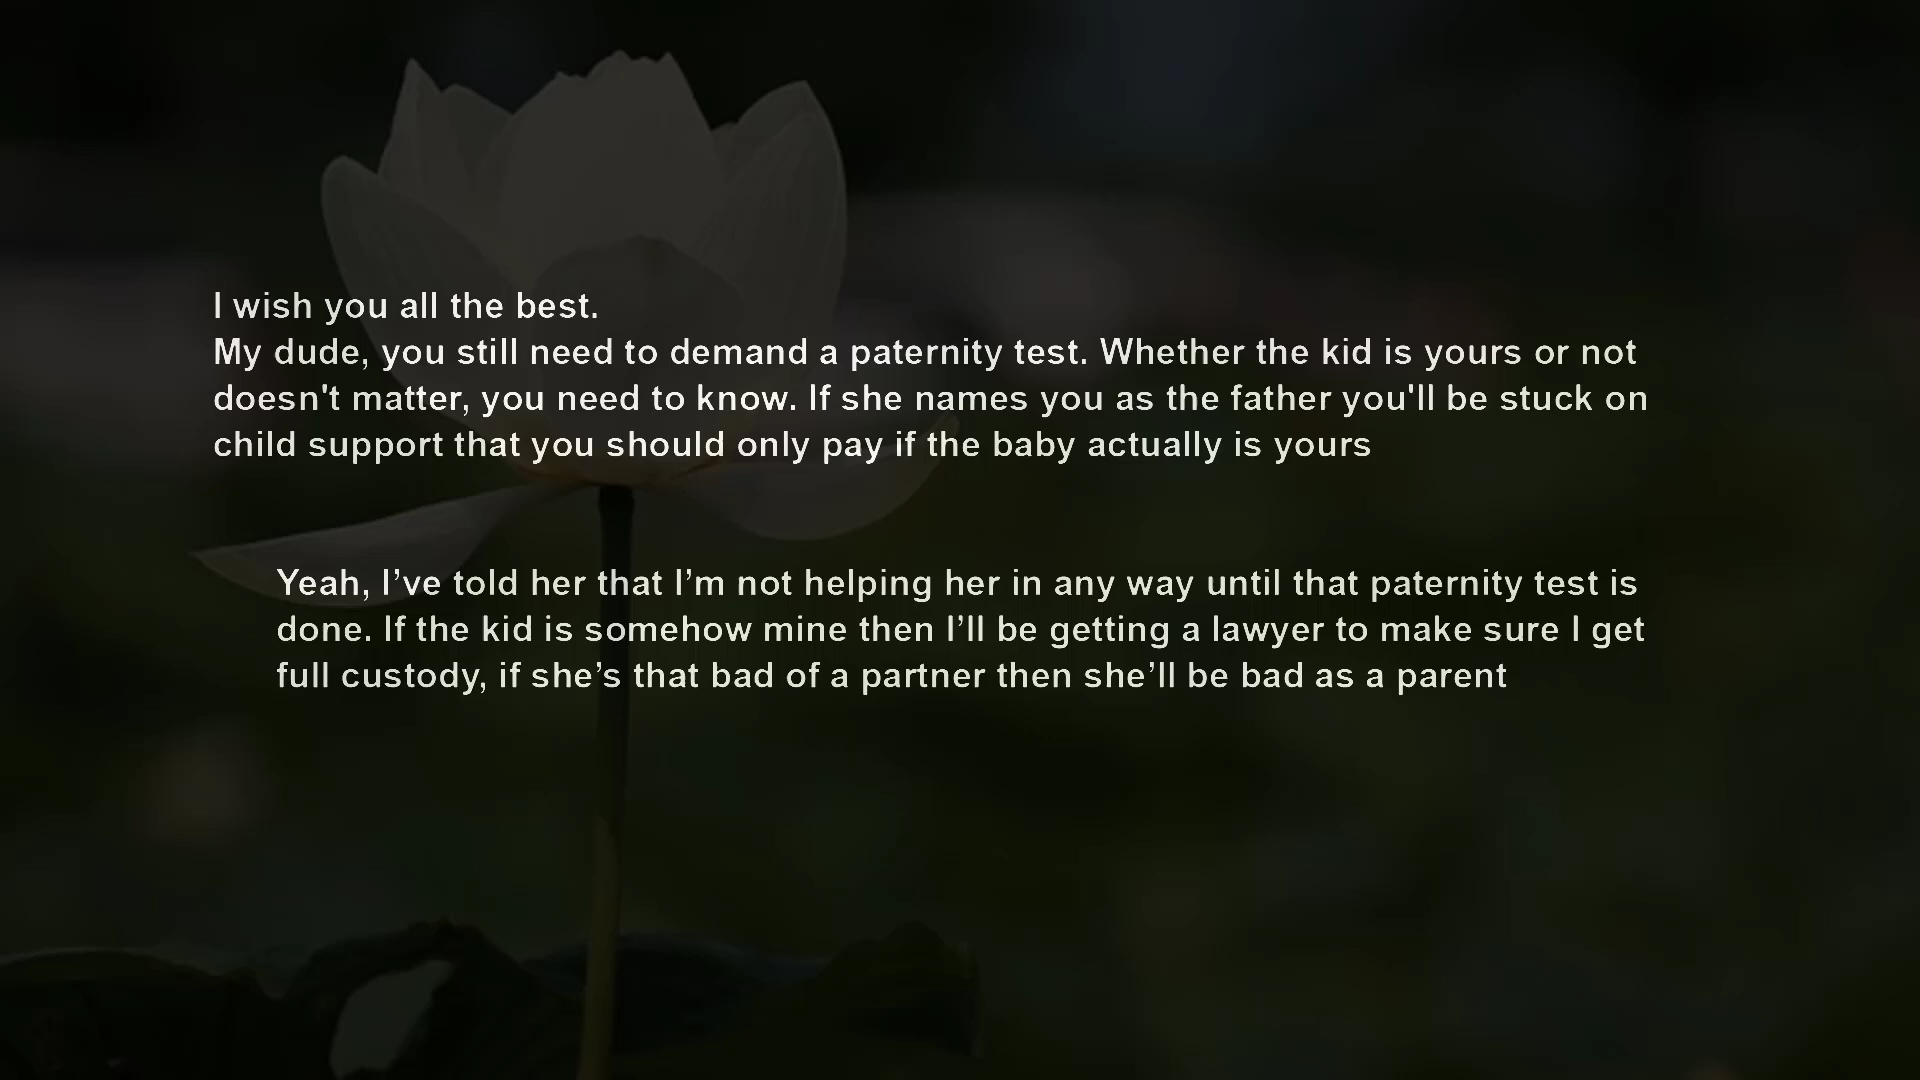 I wish you all the best.
My dude, you still need to demand a paternity test. Whether the kid is yours or not
doesn't matter, you need to know. If she names you as the father you'll be stuck on
child support that you should only pay if the baby actually is yours
Yeah, I’ve told her that I’m not helping her in any way until that paternity test is
done. If the kid is somehow mine then I’ll be getting a lawyer to make sure I get
full custody, if she’s that bad of a partner then she’ll be bad as a parent